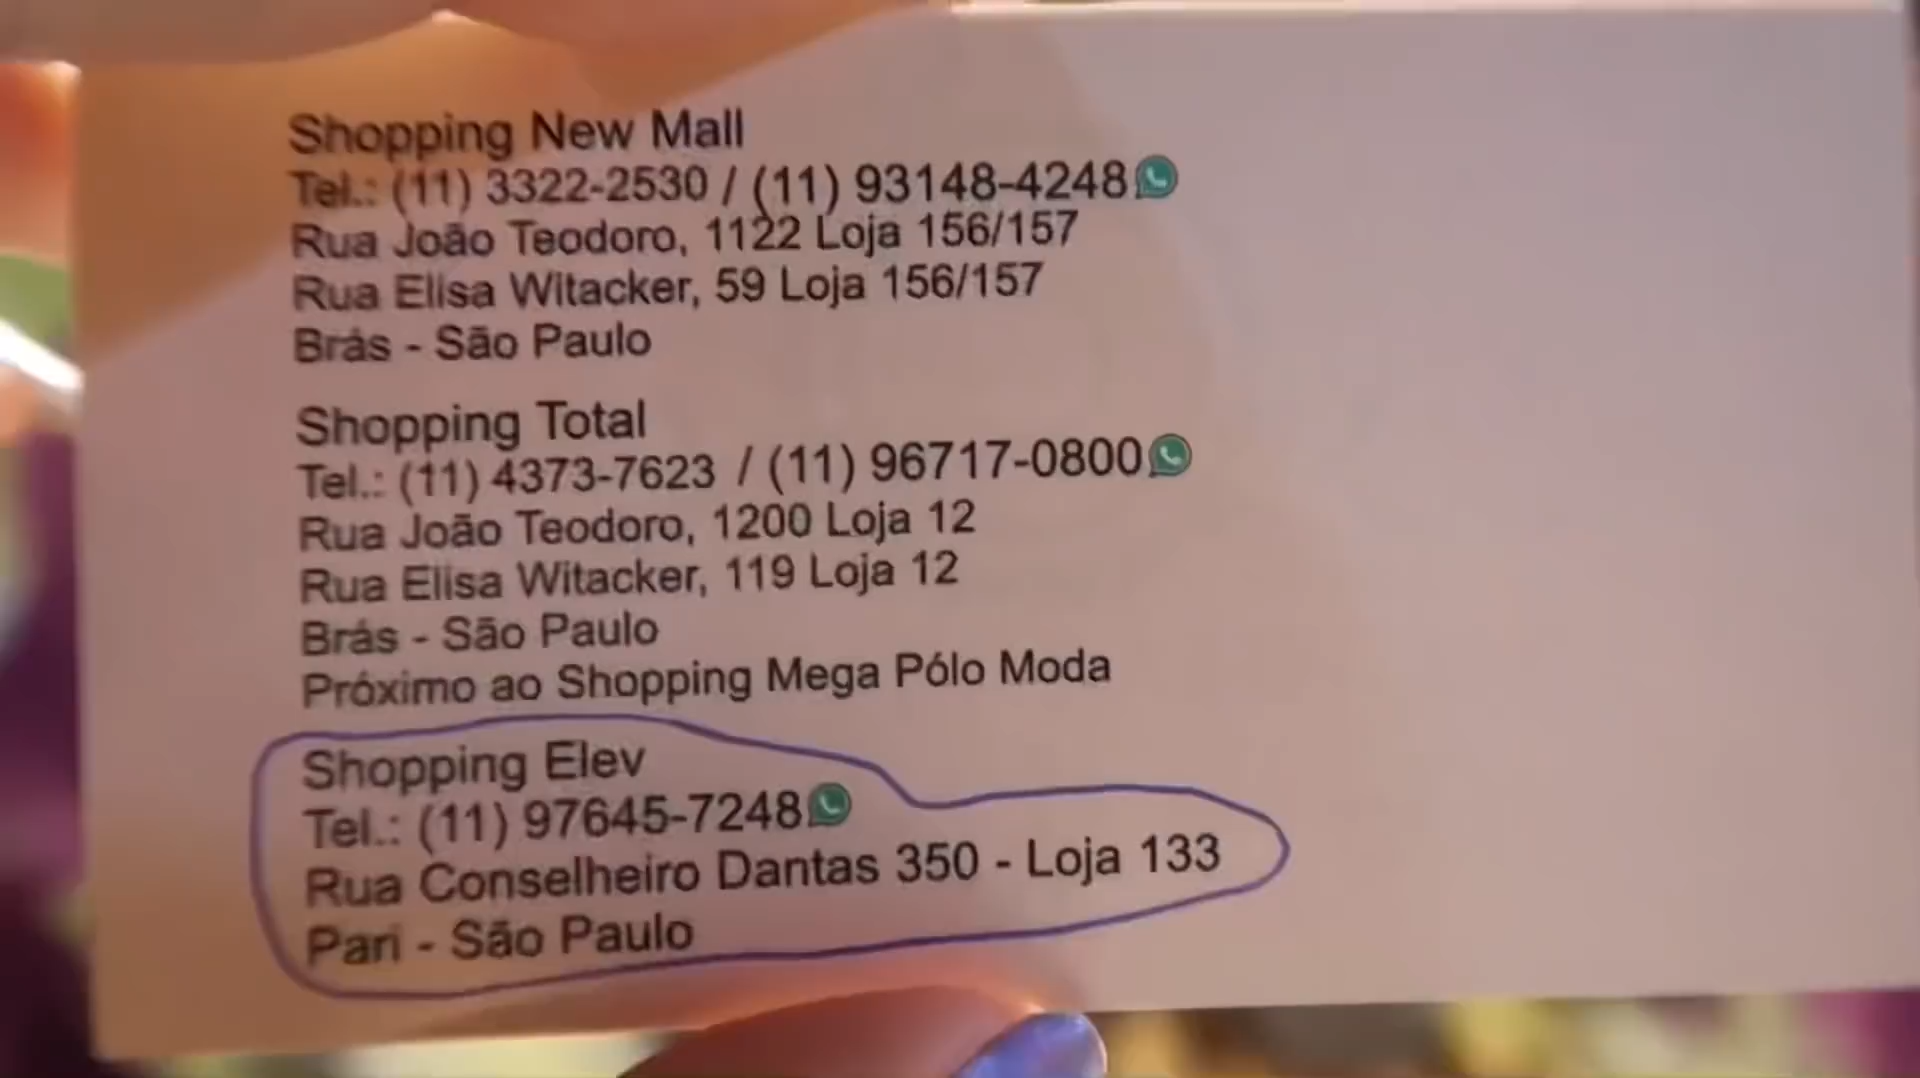 Shopping New Mall
Tel.: (11) 3322-2530 / (11) 93148-4248
Rua João Teodoro, 1122 Loja 156/157
Rua Elisa Witacker, 59 Loja 156/157
Brás - São Paulo
Shopping Total
Tel.: (11) 4373-7623 / (11) 96717-0800
Rua João Teodoro, 1200 Loja 12
Rua Elisa Witacker, 119 Loja 12
Brás - São Paulo
Próximo ao Shopping Mega Pólo Moda
Shopping Elev
Tel.: (11) 97645-7248
Rua Conselheiro Dantas 350 - Loja 133
Pari - São Paulo